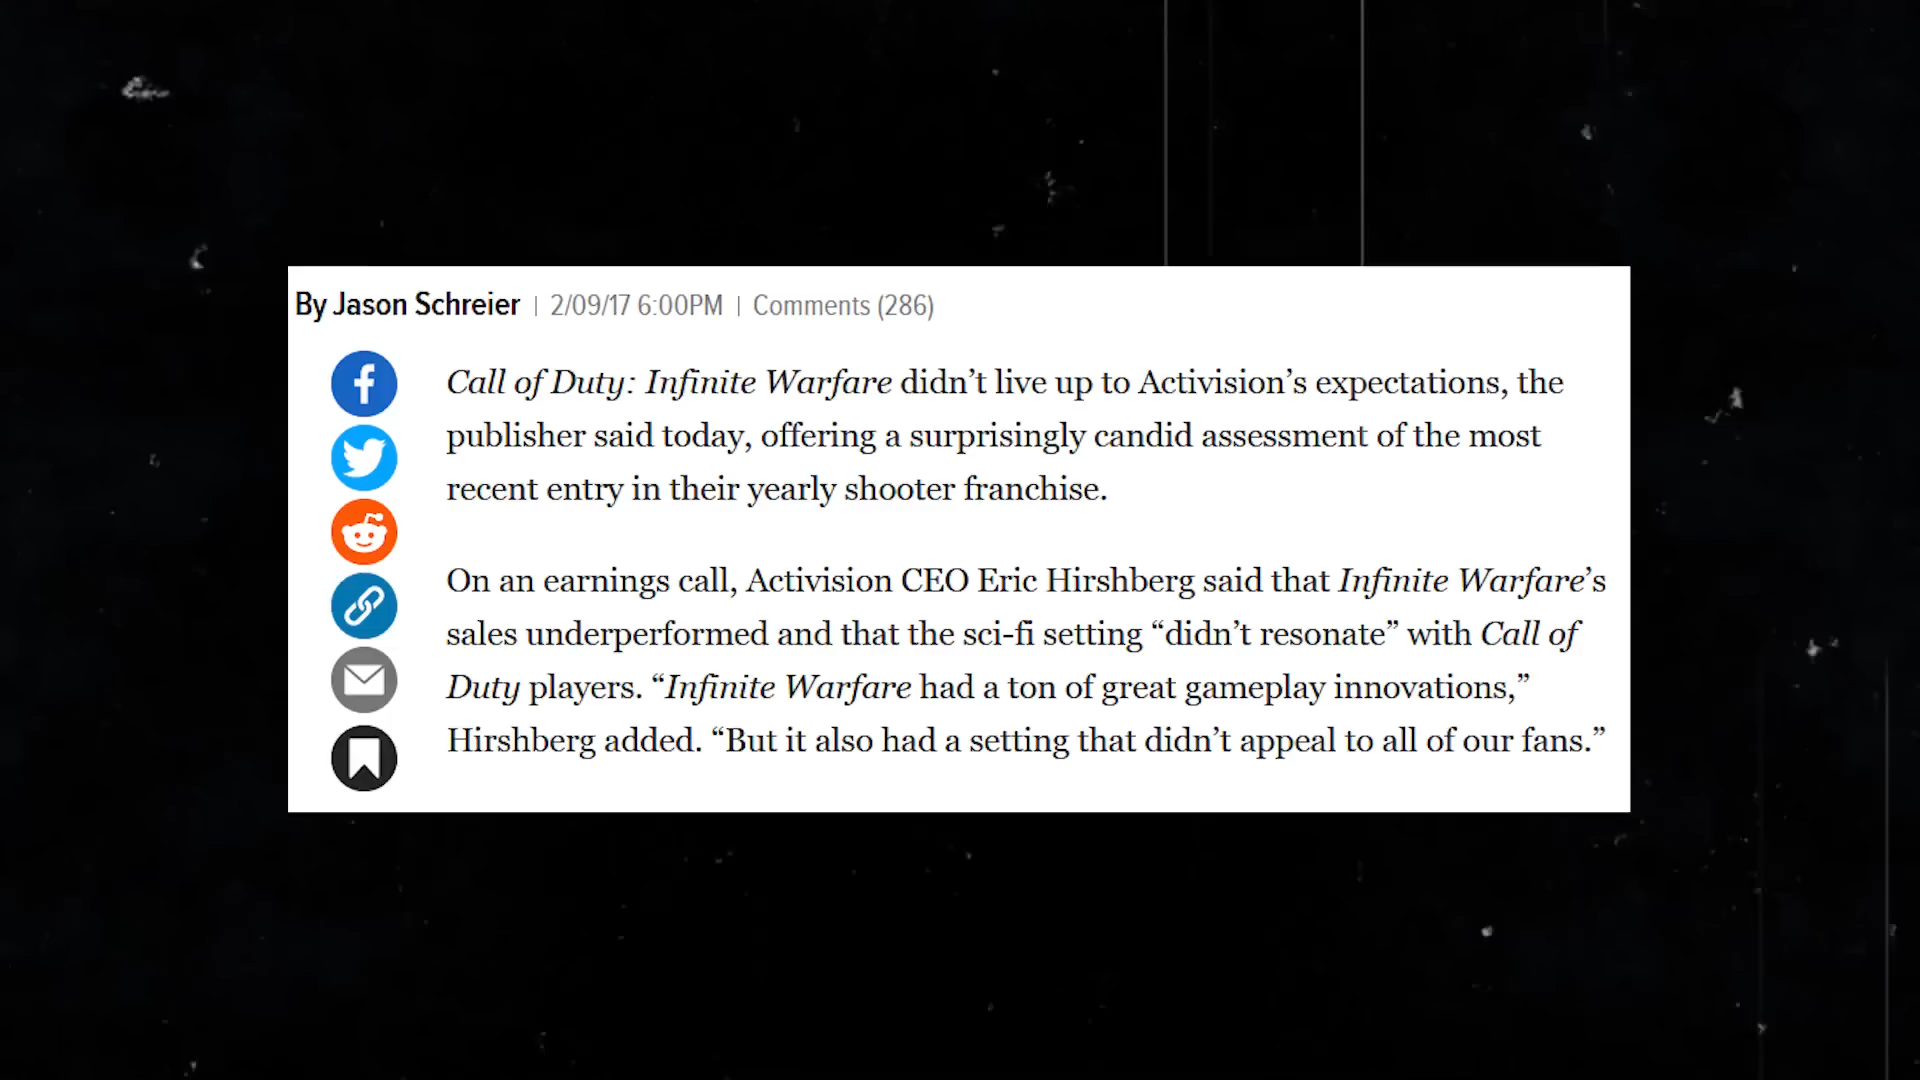 By Jason Schreier | 2/09/17 6:00PM | Comments (286)
Call of Duty: Infinite Warfare didn’t live up to Activision’s expectations, the
publisher said today, offering a surprisingly candid assessment of the most
recent entry in their yearly shooter franchise.
On an earnings call, Activision CEO Eric Hirshberg said that Infinite Warfare’s
sales underperformed and that the sci-fi setting “didn’t resonate” with Call of
Duty players. “Infinite Warfare had a ton of great gameplay innovations,”
Hirshberg added. “But it also had a setting that didn’t appeal to all of our fans.”